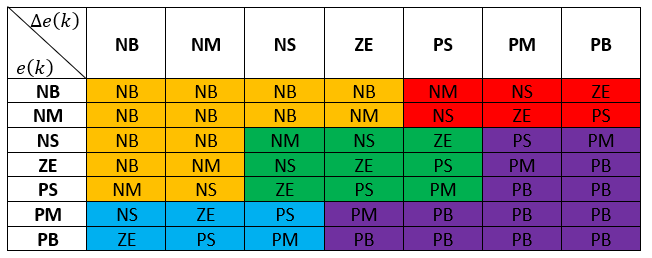 Δe(k)
e(k)
NB NM NS ZE PS PM PB
NB NB NB NB NB NM NS ZE
NM NB NB NB NM NS ZE PS
NS NB NB NM NS ZE PS PM
ZE NB NM NS ZE PS PM PB
PS NM NS ZE PS PM PB PB
PM NS ZE PS PM PB PB PB
PB ZE PS PM PB PB PB PB